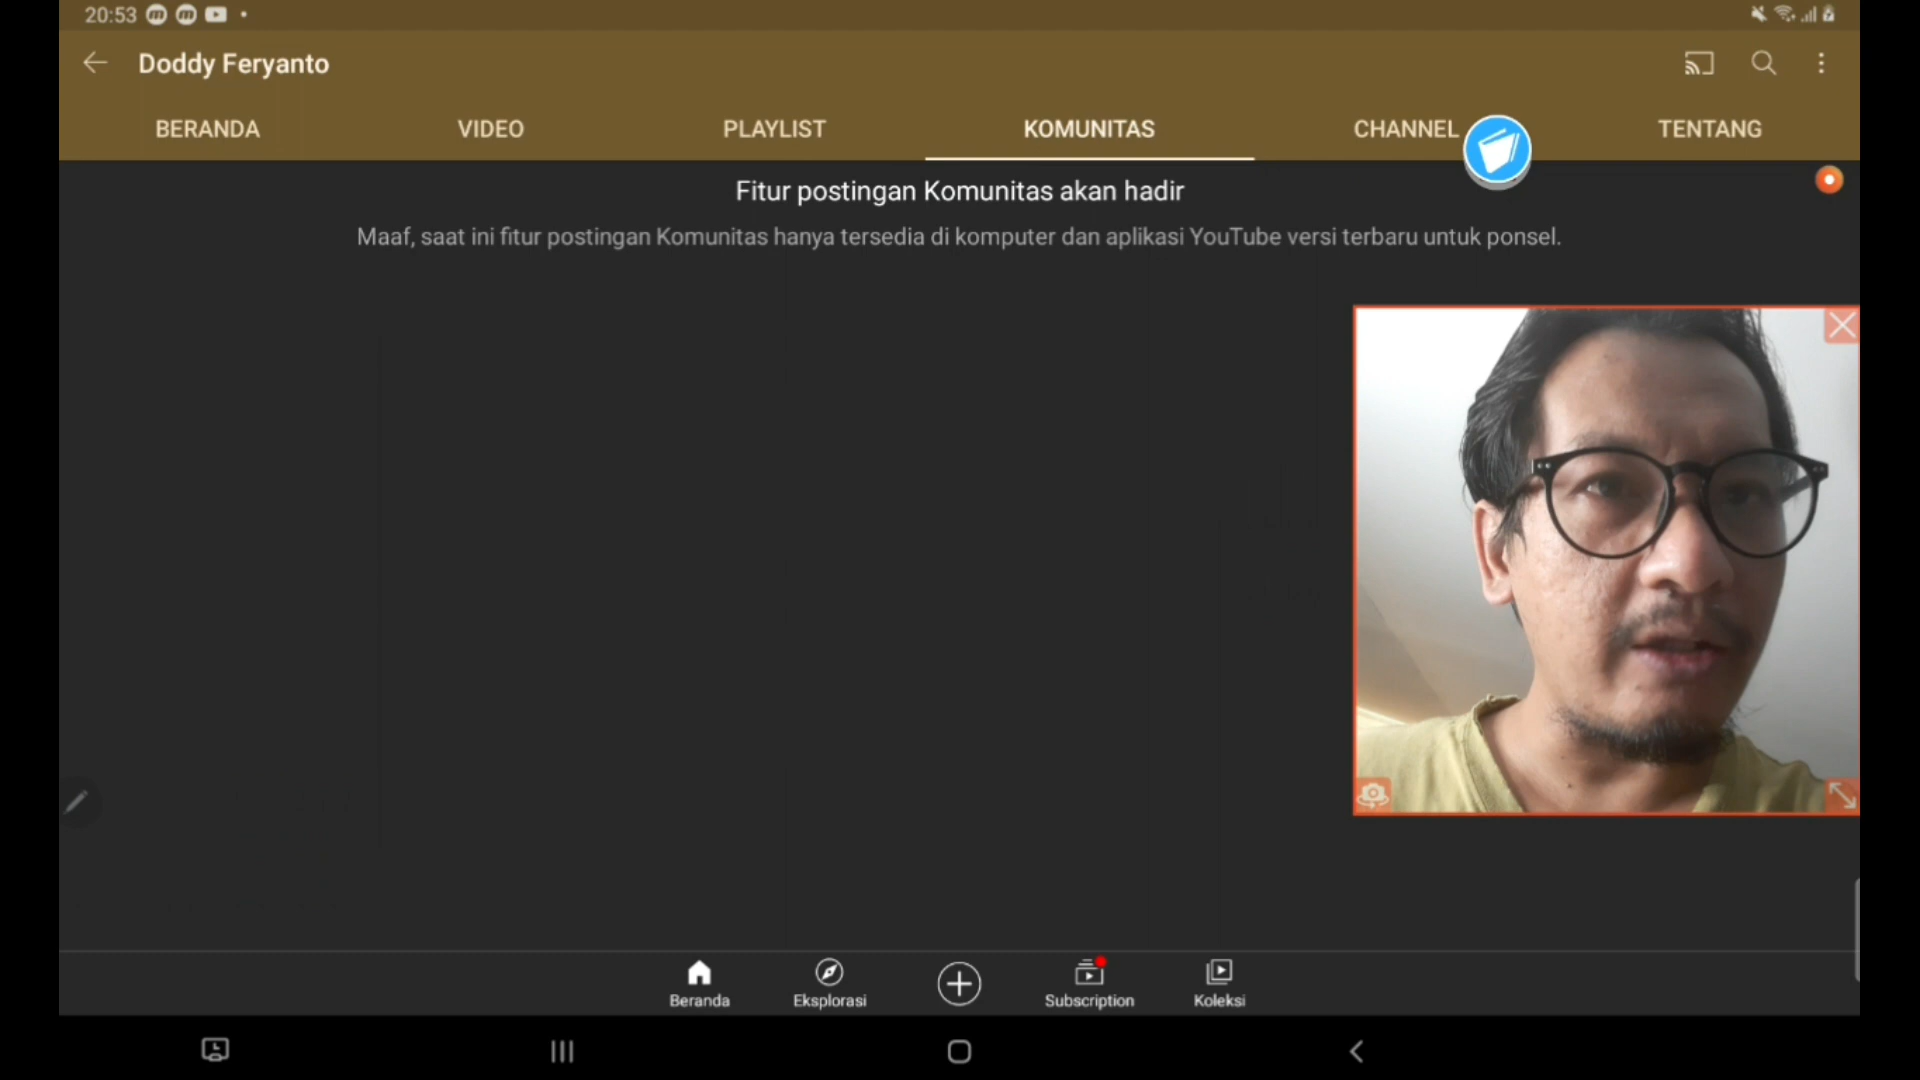 20:53
Doddy Feryanto
BERANDA
VIDEO
PLAYLIST
KOMUNITAS
CHANNEL
TENTANG
Fitur postingan Komunitas akan hadir
Maaf, saat ini fitur postingan Komunitas hanya tersedia di komputer dan aplikasi YouTube versi terbaru untuk ponsel.
Beranda
Eksplorasi
Subscription
Koleksi